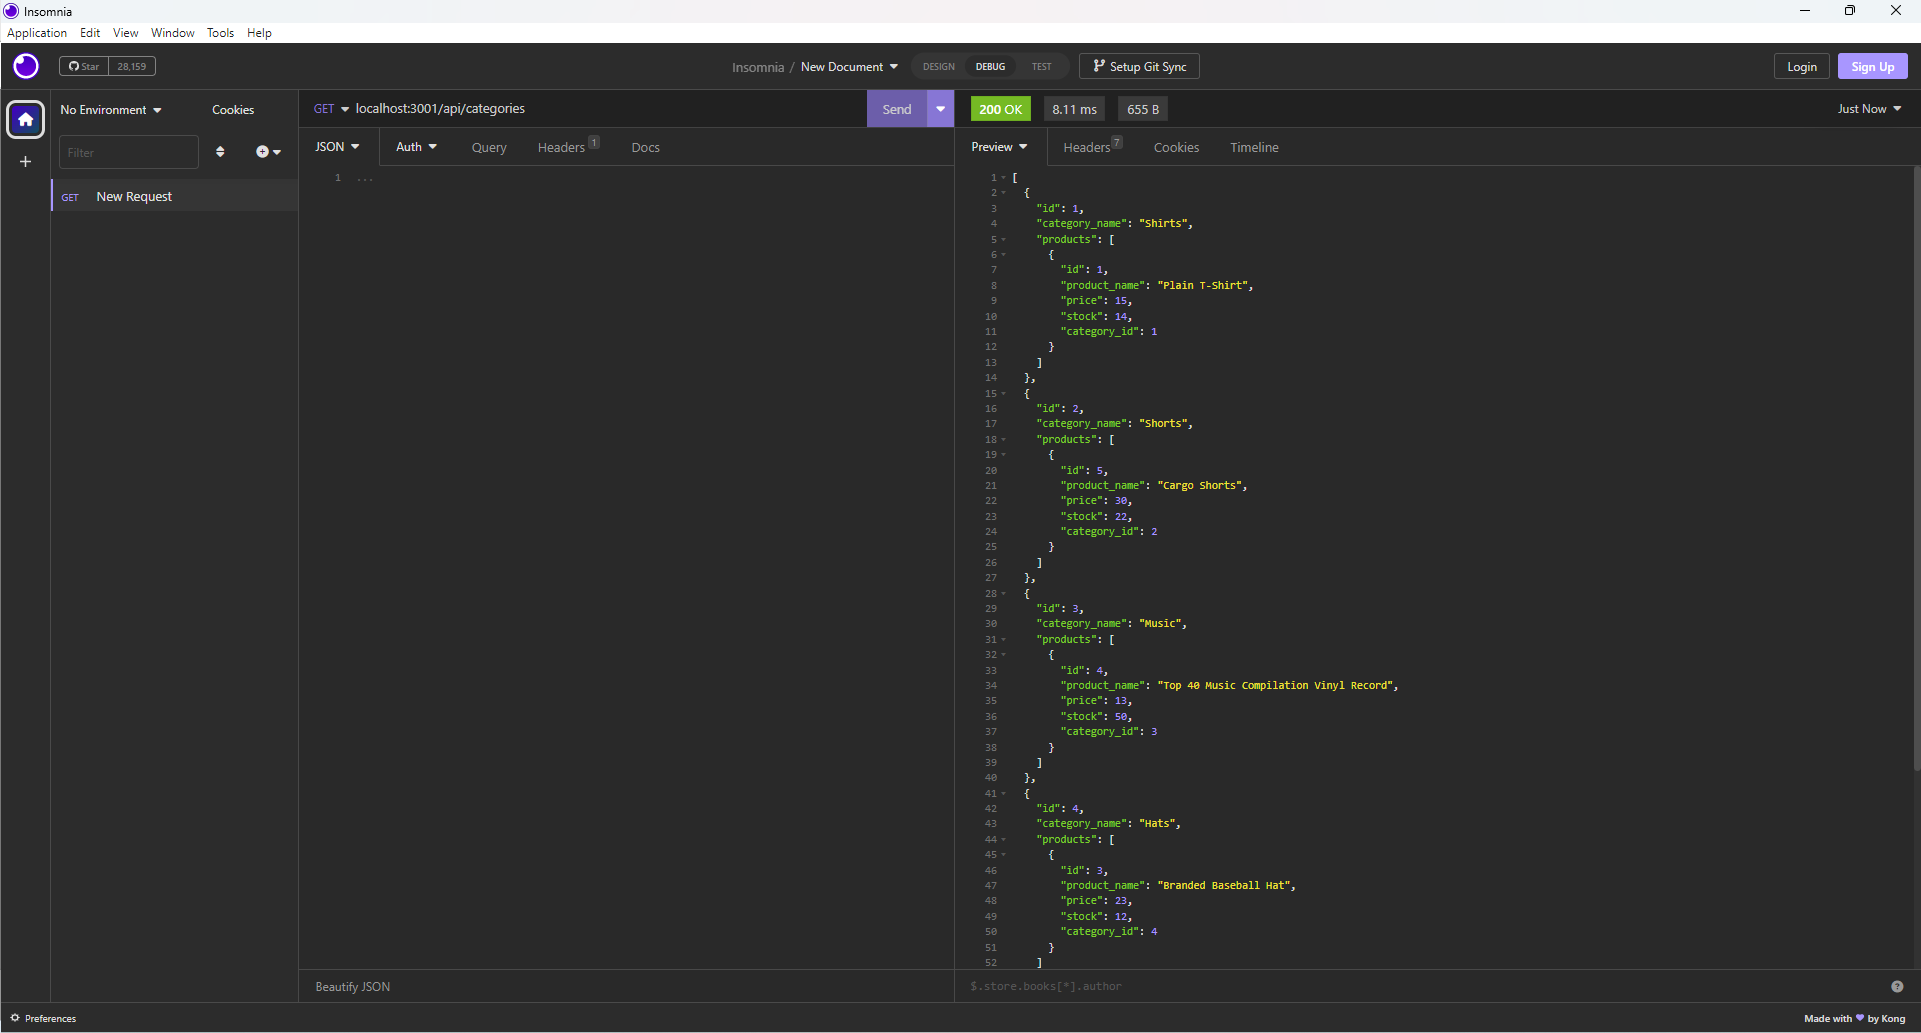 Insomnia
Application Edit View Window Tools Help
Star 28,159
Insomnia / New Document DESIGN DEBUG TEST Setup Git Sync
Login Sign Up
No Environment Cookies
Filter
GET New Request
GET localhost:3001/api/categories Send
JSON Auth Query Headers 1 Docs
1 ...
Beautify JSON
200 OK 8.11 ms 655 B Just Now
Preview Headers 7 Cookies Timeline
1 [
2 {
3 "id": 1,
4 "category_name": "Shirts",
5 "products": [
6 {
7 "id": 1,
8 "product_name": "Plain T-Shirt",
9 "price": 15,
10 "stock": 14,
11 "category_id": 1
12 }
13 ]
14 },
15 {
16 "id": 2,
17 "category_name": "Shorts",
18 "products": [
19 {
20 "id": 5,
21 "product_name": "Cargo Shorts",
22 "price": 30,
23 "stock": 22,
24 "category_id": 2
25 }
26 ]
27 },
28 {
29 "id": 3,
30 "category_name": "Music",
31 "products": [
32 {
33 "id": 4,
34 "product_name": "Top 40 Music Compilation Vinyl Record",
35 "price": 13,
36 "stock": 50,
37 "category_id": 3
38 }
39 ]
40 },
41 {
42 "id": 4,
43 "category_name": "Hats",
44 "products": [
45 {
46 "id": 3,
47 "product_name": "Branded Baseball Hat",
48 "price": 23,
49 "stock": 12,
50 "category_id": 4
51 }
52 ]
$.store.books[*].author
Preferences
Made with by Kong